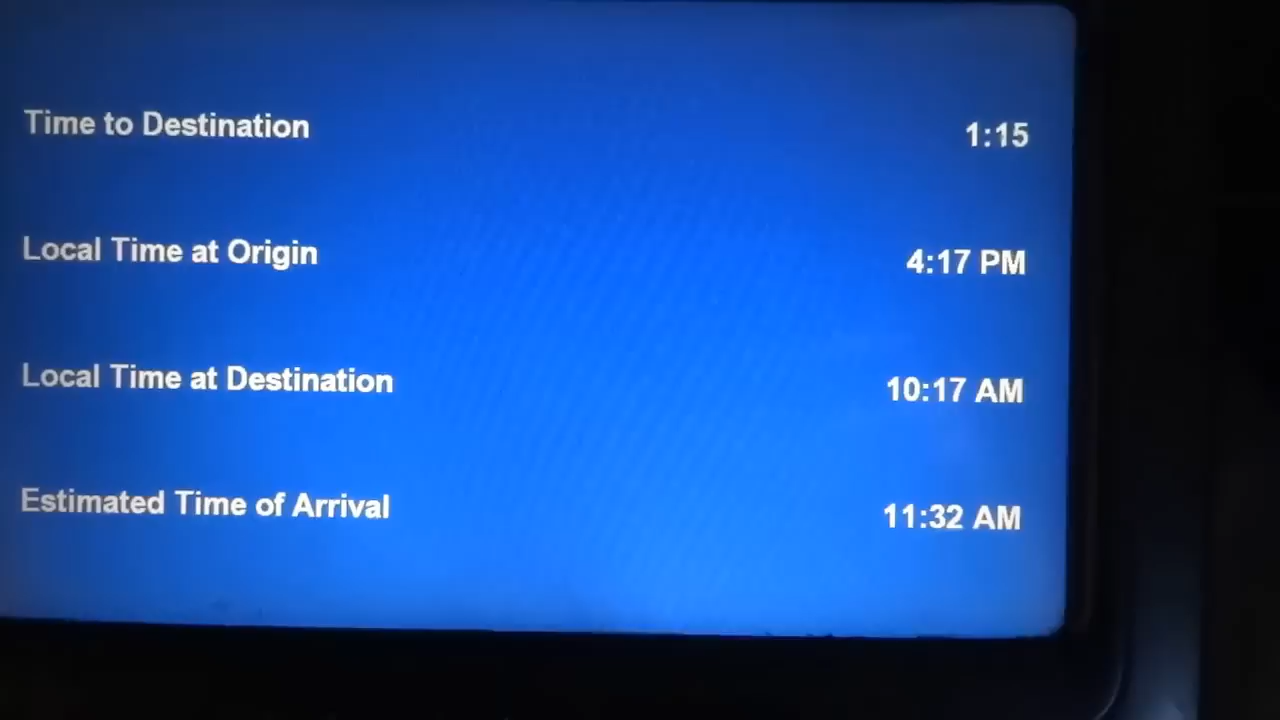 Time to Destination 1:15
Local Time at Origin 4:17 PM
Local Time at Destination 10:17 AM
Estimated Time of Arrival 11:32 AM